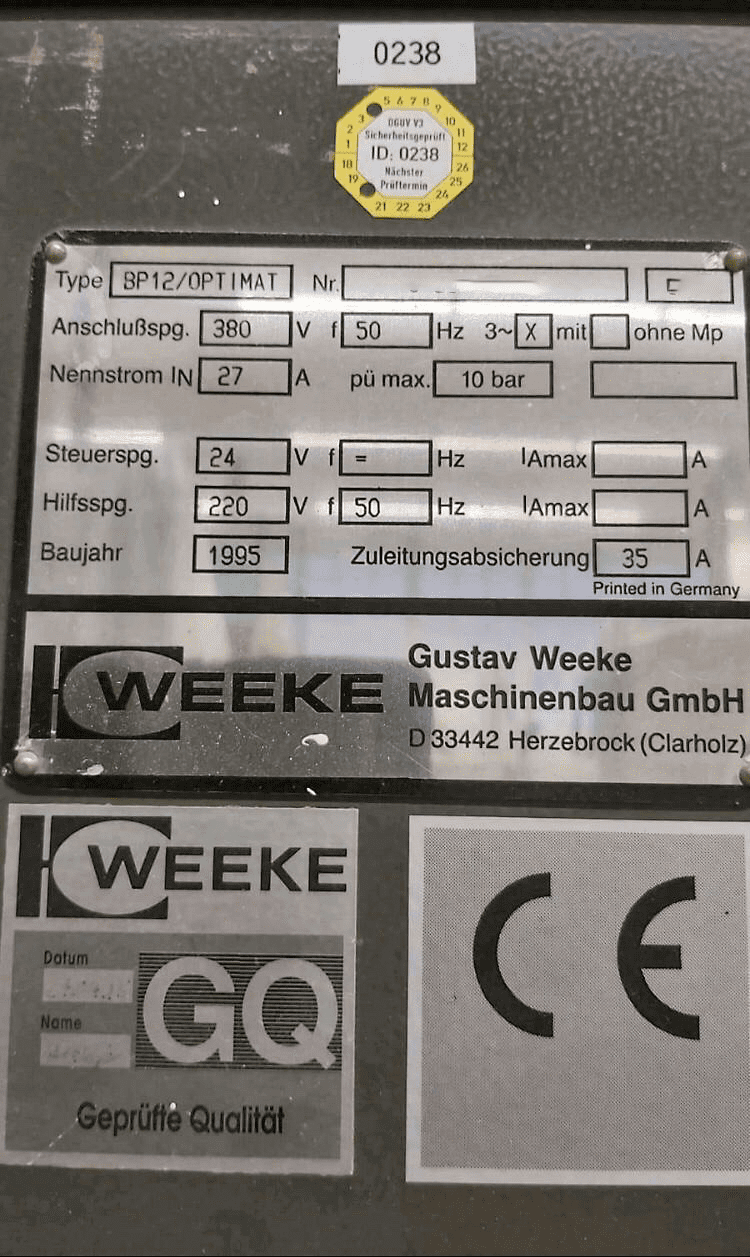 0238
5 6 7 8 9 10 11 12
3 2 1
DGUV V3
Sicherheitsgeprüft
ID: 0238
Nächster
Prüftermin
18 19 21 22 23 24 25 26
Type BP12/OPTIMAT Nr.
Anschlußspg. 380 V f 50 Hz 3~ X mit ohne Mp
Nennstrom IN 27 A pü max. 10 bar
Steuerspg. 24 V f = Hz IAmax A
Hilfsspg. 220 V f 50 Hz IAmax A
Baujahr 1995 Zuleitungsabsicherung 35 A
Printed in Germany
WEEKE
Gustav Weeke
Maschinenbau GmbH
D 33442 Herzebrock (Clarholz)
WEEKE
Datum
Name
GQ
Geprüfte Qualität
CE